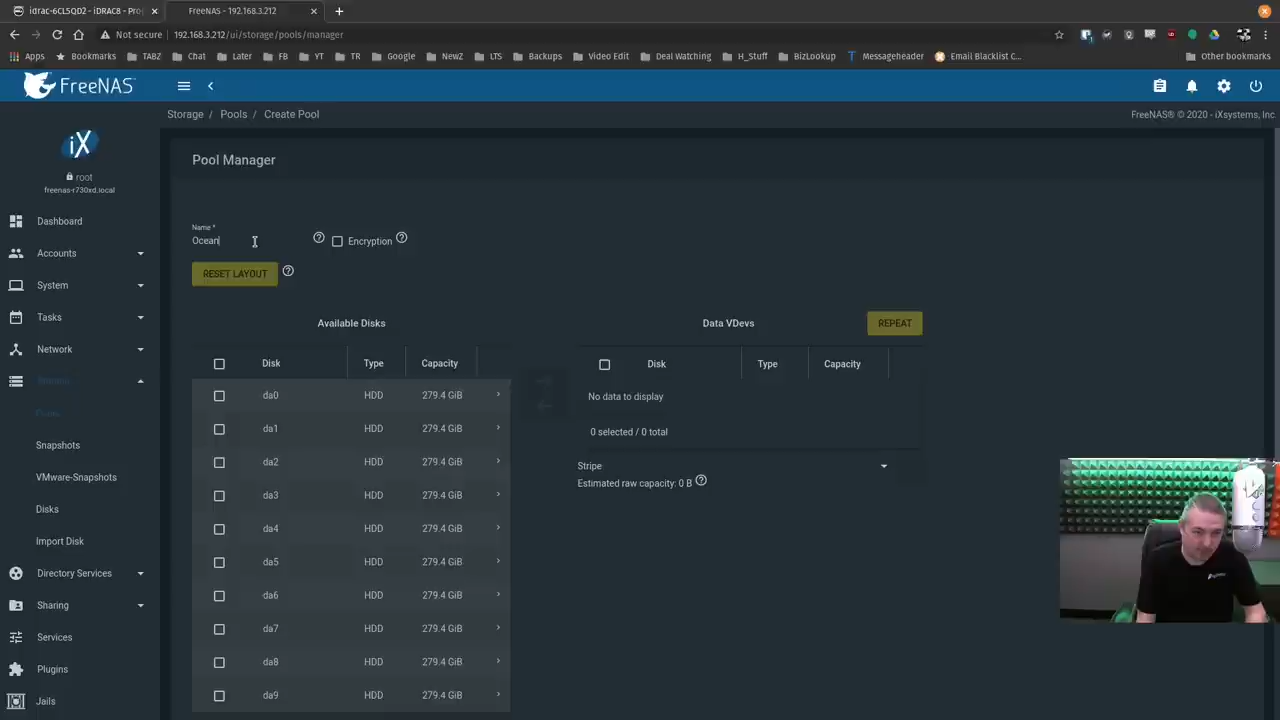 idrac-6CL5QD2 - iDRAC8 - Pro
FreeNAS - 192.168.3.212
Not secure | 192.168.3.212/ui/storage/pools/manager
Apps Bookmarks TABZ Chat Later FB YT TR Google NewZ LTS Backups Video Edit Deal Watching H_Stuff BizLookup Messageheader Email Blacklist C... Other bookmarks
FreeNAS®
Storage / Pools / Create Pool
FreeNAS® © 2020 - iXsystems, Inc.
iX
root
freenas-r730xd.local
Dashboard
Accounts
System
Tasks
Network
Storage
Pools
Snapshots
VMware-Snapshots
Disks
Import Disk
Directory Services
Sharing
Services
Plugins
Jails
Pool Manager
Name *
Ocean
Encryption
RESET LAYOUT
Available Disks
Disk Type Capacity
da0 HDD 279.4 GiB
da1 HDD 279.4 GiB
da2 HDD 279.4 GiB
da3 HDD 279.4 GiB
da4 HDD 279.4 GiB
da5 HDD 279.4 GiB
da6 HDD 279.4 GiB
da7 HDD 279.4 GiB
da8 HDD 279.4 GiB
da9 HDD 279.4 GiB
Data VDevs
REPEAT
Disk Type Capacity
No data to display
0 selected / 0 total
Stripe
Estimated raw capacity: 0 B